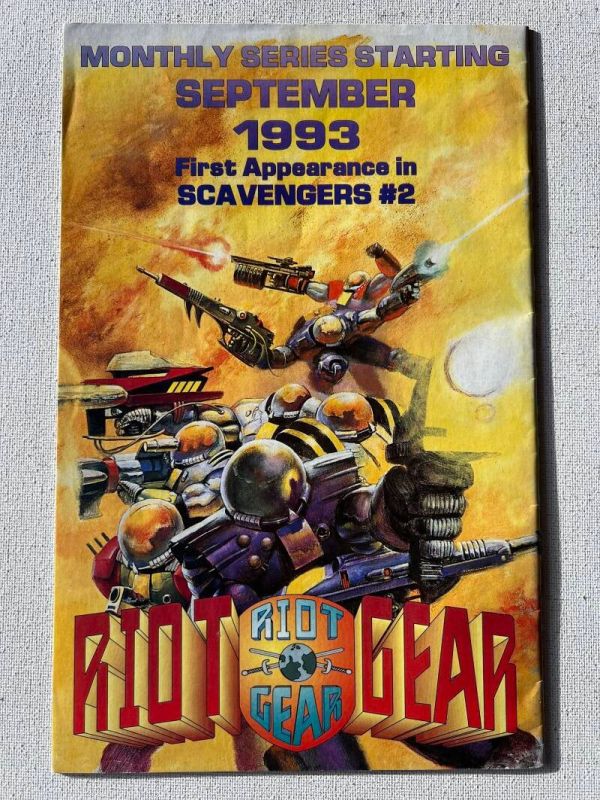 MONTHLY SERIES STARTING
SEPTEMBER
1993
First Appearance in
SCAVENGERS #2
RIOT GEAR
RIOT
GEAR